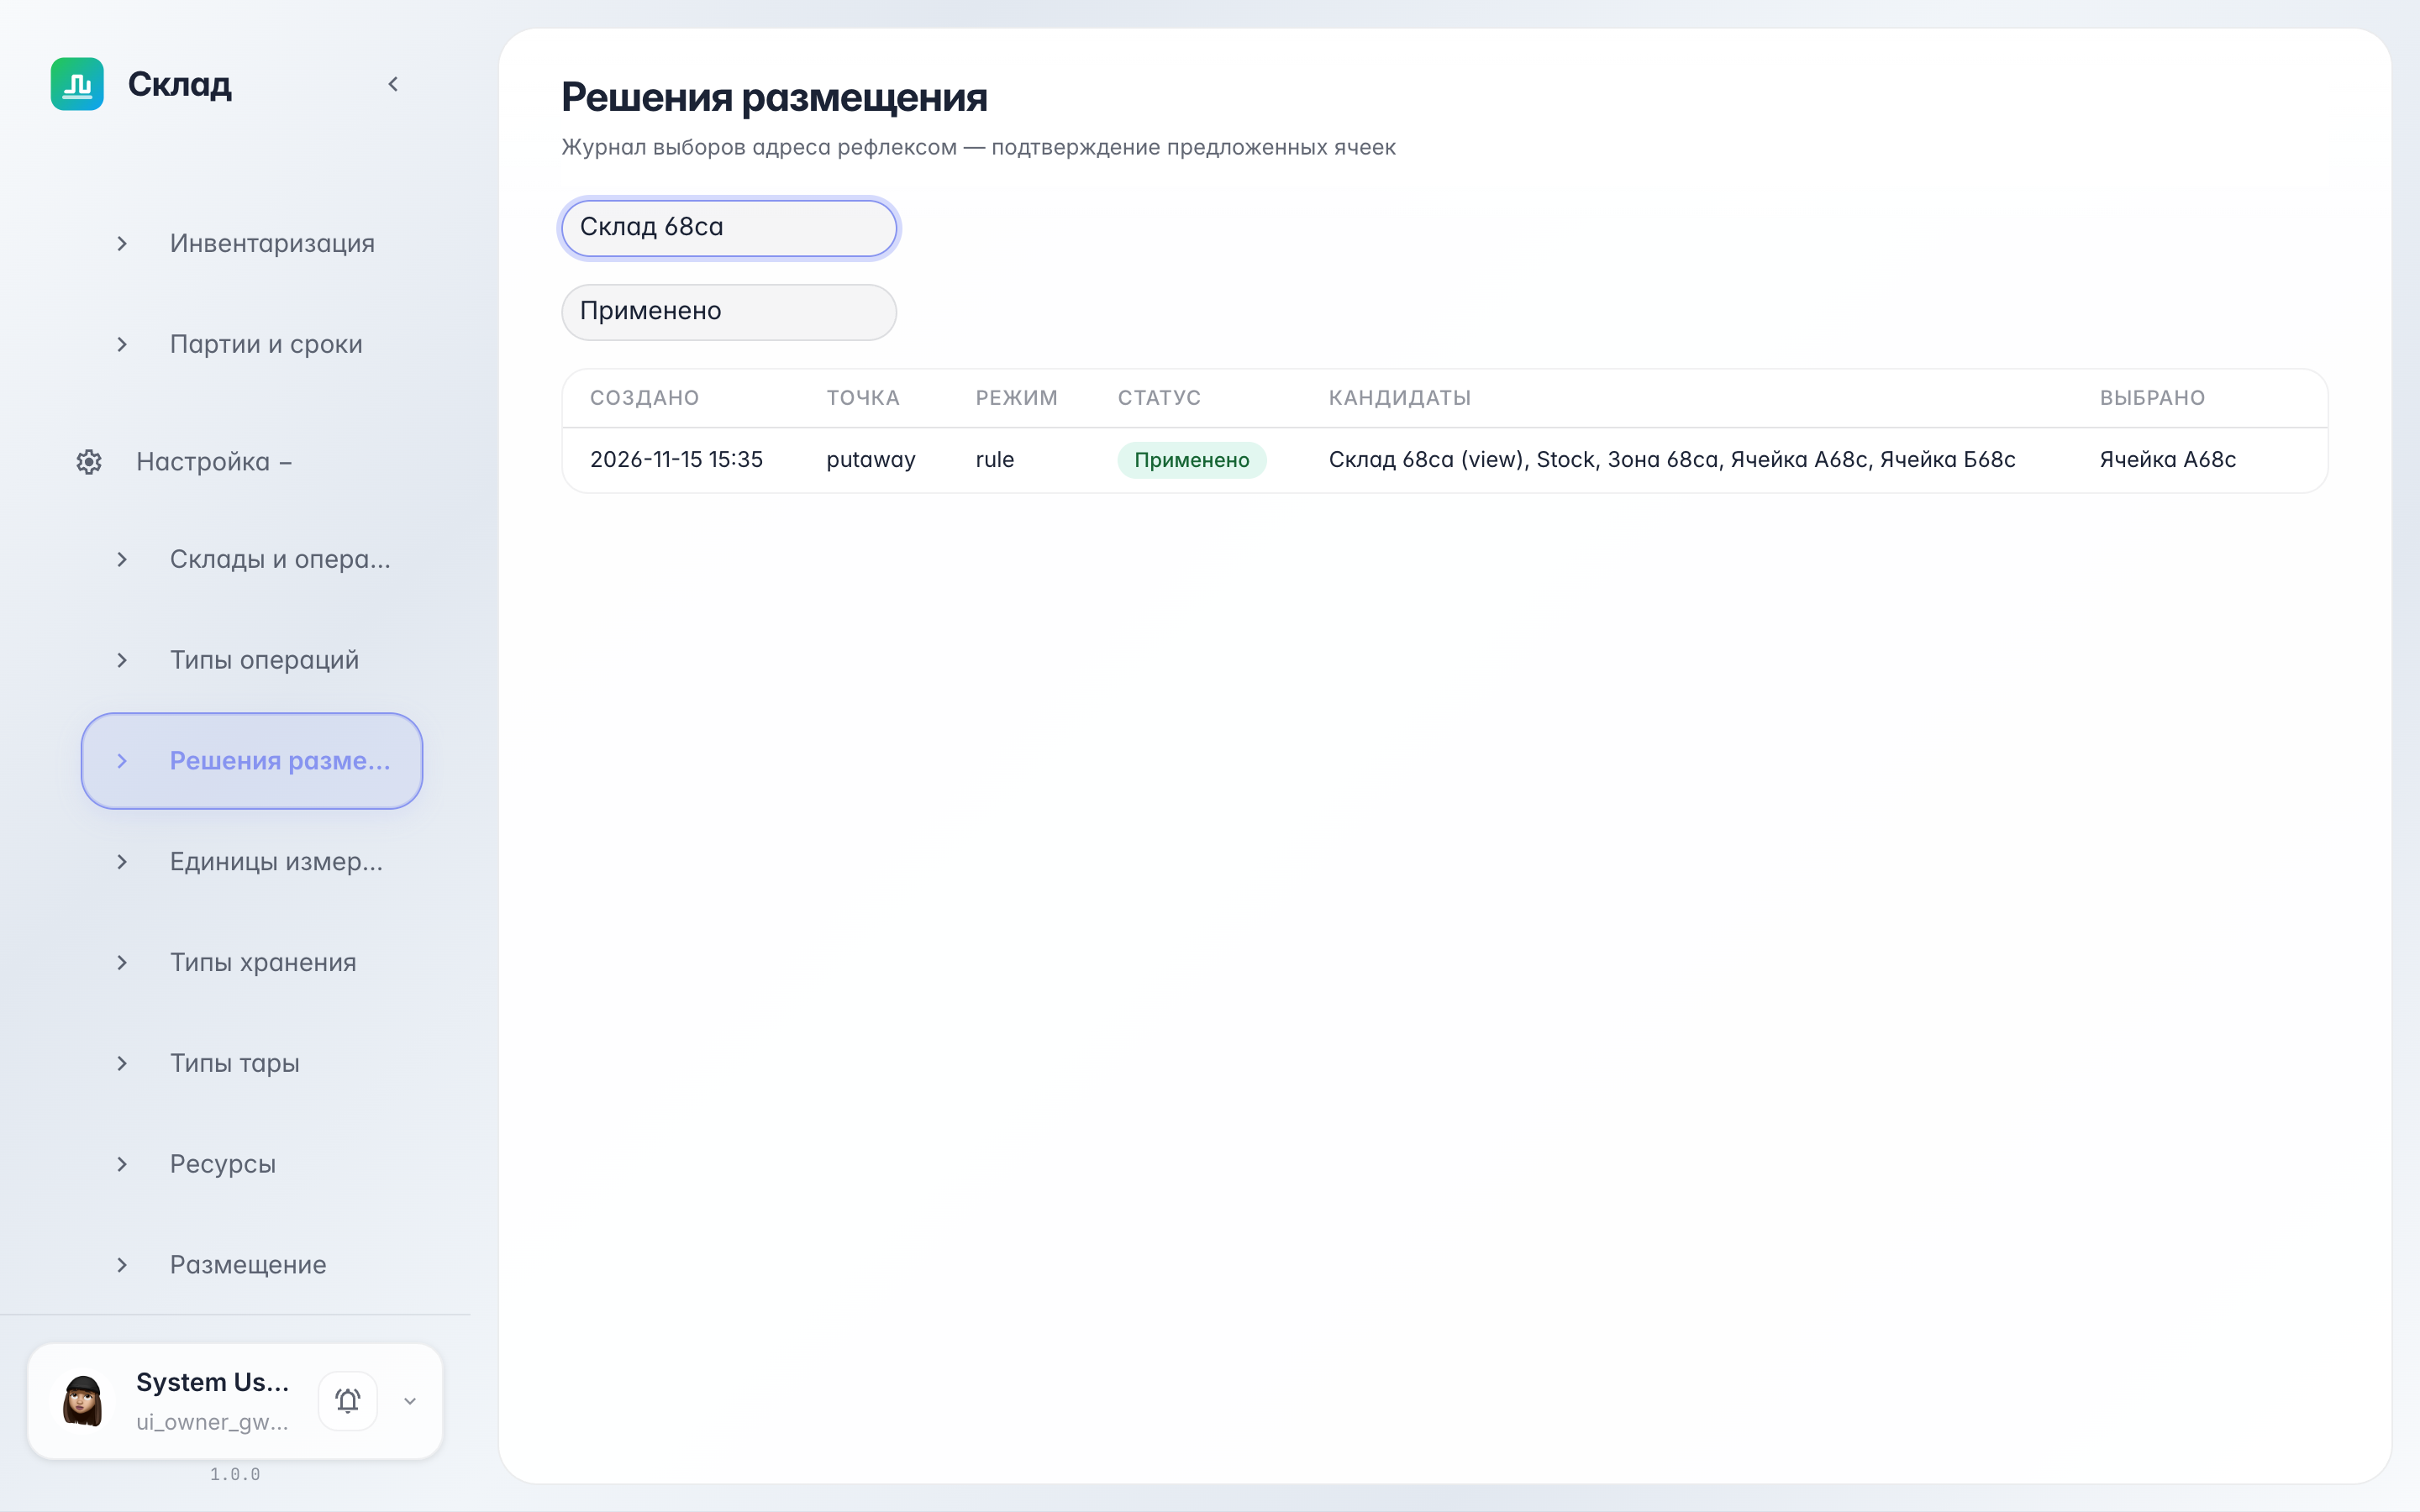 Склад
Инвентаризация
Партии и сроки
Настройка –
Склады и опера...
Типы операций
Решения разме...
Единицы измер...
Типы хранения
Типы тары
Ресурсы
Размещение
System Us...
ui_owner_gw...
1.0.0
Решения размещения
Журнал выборов адреса рефлексом — подтверждение предложенных ячеек
Склад 68са
Применено
СОЗДАНО ТОЧКА РЕЖИМ СТАТУС КАНДИДАТЫ ВЫБРАНО
2026-11-15 15:35 putaway rule Применено Склад 68са (view), Stock, Зона 68са, Ячейка А68с, Ячейка Б68с Ячейка А68с